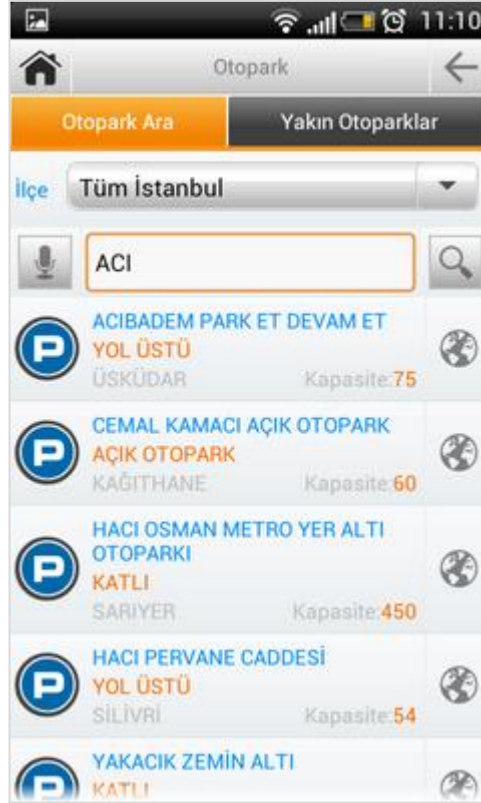 11:10
Otopark
Otopark Ara
Yakın Otoparklar
İlçe
Tüm İstanbul
ACI
ACIBADEM PARK ET DEVAM ET
YOL ÜSTÜ
ÜSKÜDAR Kapasite:75
CEMAL KAMACI AÇIK OTOPARK
AÇIK OTOPARK
KAĞITHANE Kapasite:60
HACI OSMAN METRO YER ALTI
OTOPARKI
KATLI
SARIYER Kapasite:450
HACI PERVANE CADDESİ
YOL ÜSTÜ
SİLİVRİ Kapasite:54
YAKACIK ZEMİN ALTI
KATLI